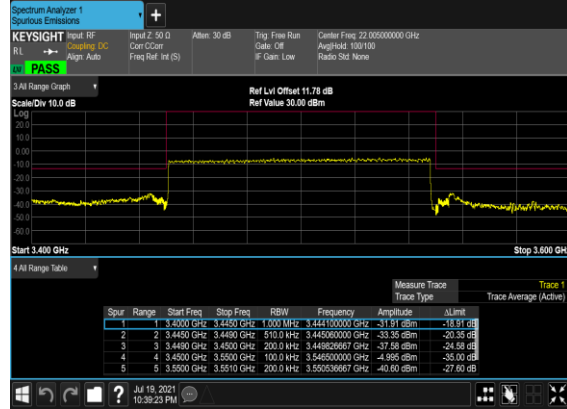 Spectrum Analyzer 1
Spurious Emissions
KEYSIGHT Input: RF Input Z: 50 Ω Atten: 30 dB Trig: Free Run Center Freq: 22.005000000 GHz
RL Coupling: DC Corr CCorr Gate: Off Avg|Hold: 100/100
Align: Auto Freq Ref: Int (S) IF Gain: Low Radio Std: None
PASS
3 All Range Graph Ref Lvl Offset 11.78 dB
Scale/Div 10.0 dB Ref Value 30.00 dBm
Log
20.0
10.0
0.00
-10.0
-20.0
-30.0
-40.0
-50.0
-60.0
Start 3.400 GHz Stop 3.600 GH
4 All Range Table
Measure Trace Trace 1
Trace Type Trace Average (Active)
Spur Range Start Freq Stop Freq RBW Frequency Amplitude ΔLimit
1 1 3.4000 GHz 3.4450 GHz 1.000 MHz 3.444100000 GHz -31.91 dBm -18.91 dB
2 2 3.4450 GHz 3.4490 GHz 510.0 kHz 3.445060000 GHz -33.35 dBm -20.35 dB
3 3 3.4490 GHz 3.4500 GHz 200.0 kHz 3.449826667 GHz -37.58 dBm -24.58 dB
4 4 3.4500 GHz 3.5500 GHz 100.0 kHz 3.546500000 GHz -4.995 dBm -35.00 dB
5 5 3.5500 GHz 3.5510 GHz 200.0 kHz 3.550536667 GHz -40.60 dBm -27.60 dB
Jul 19, 2021
10:39:23 PM